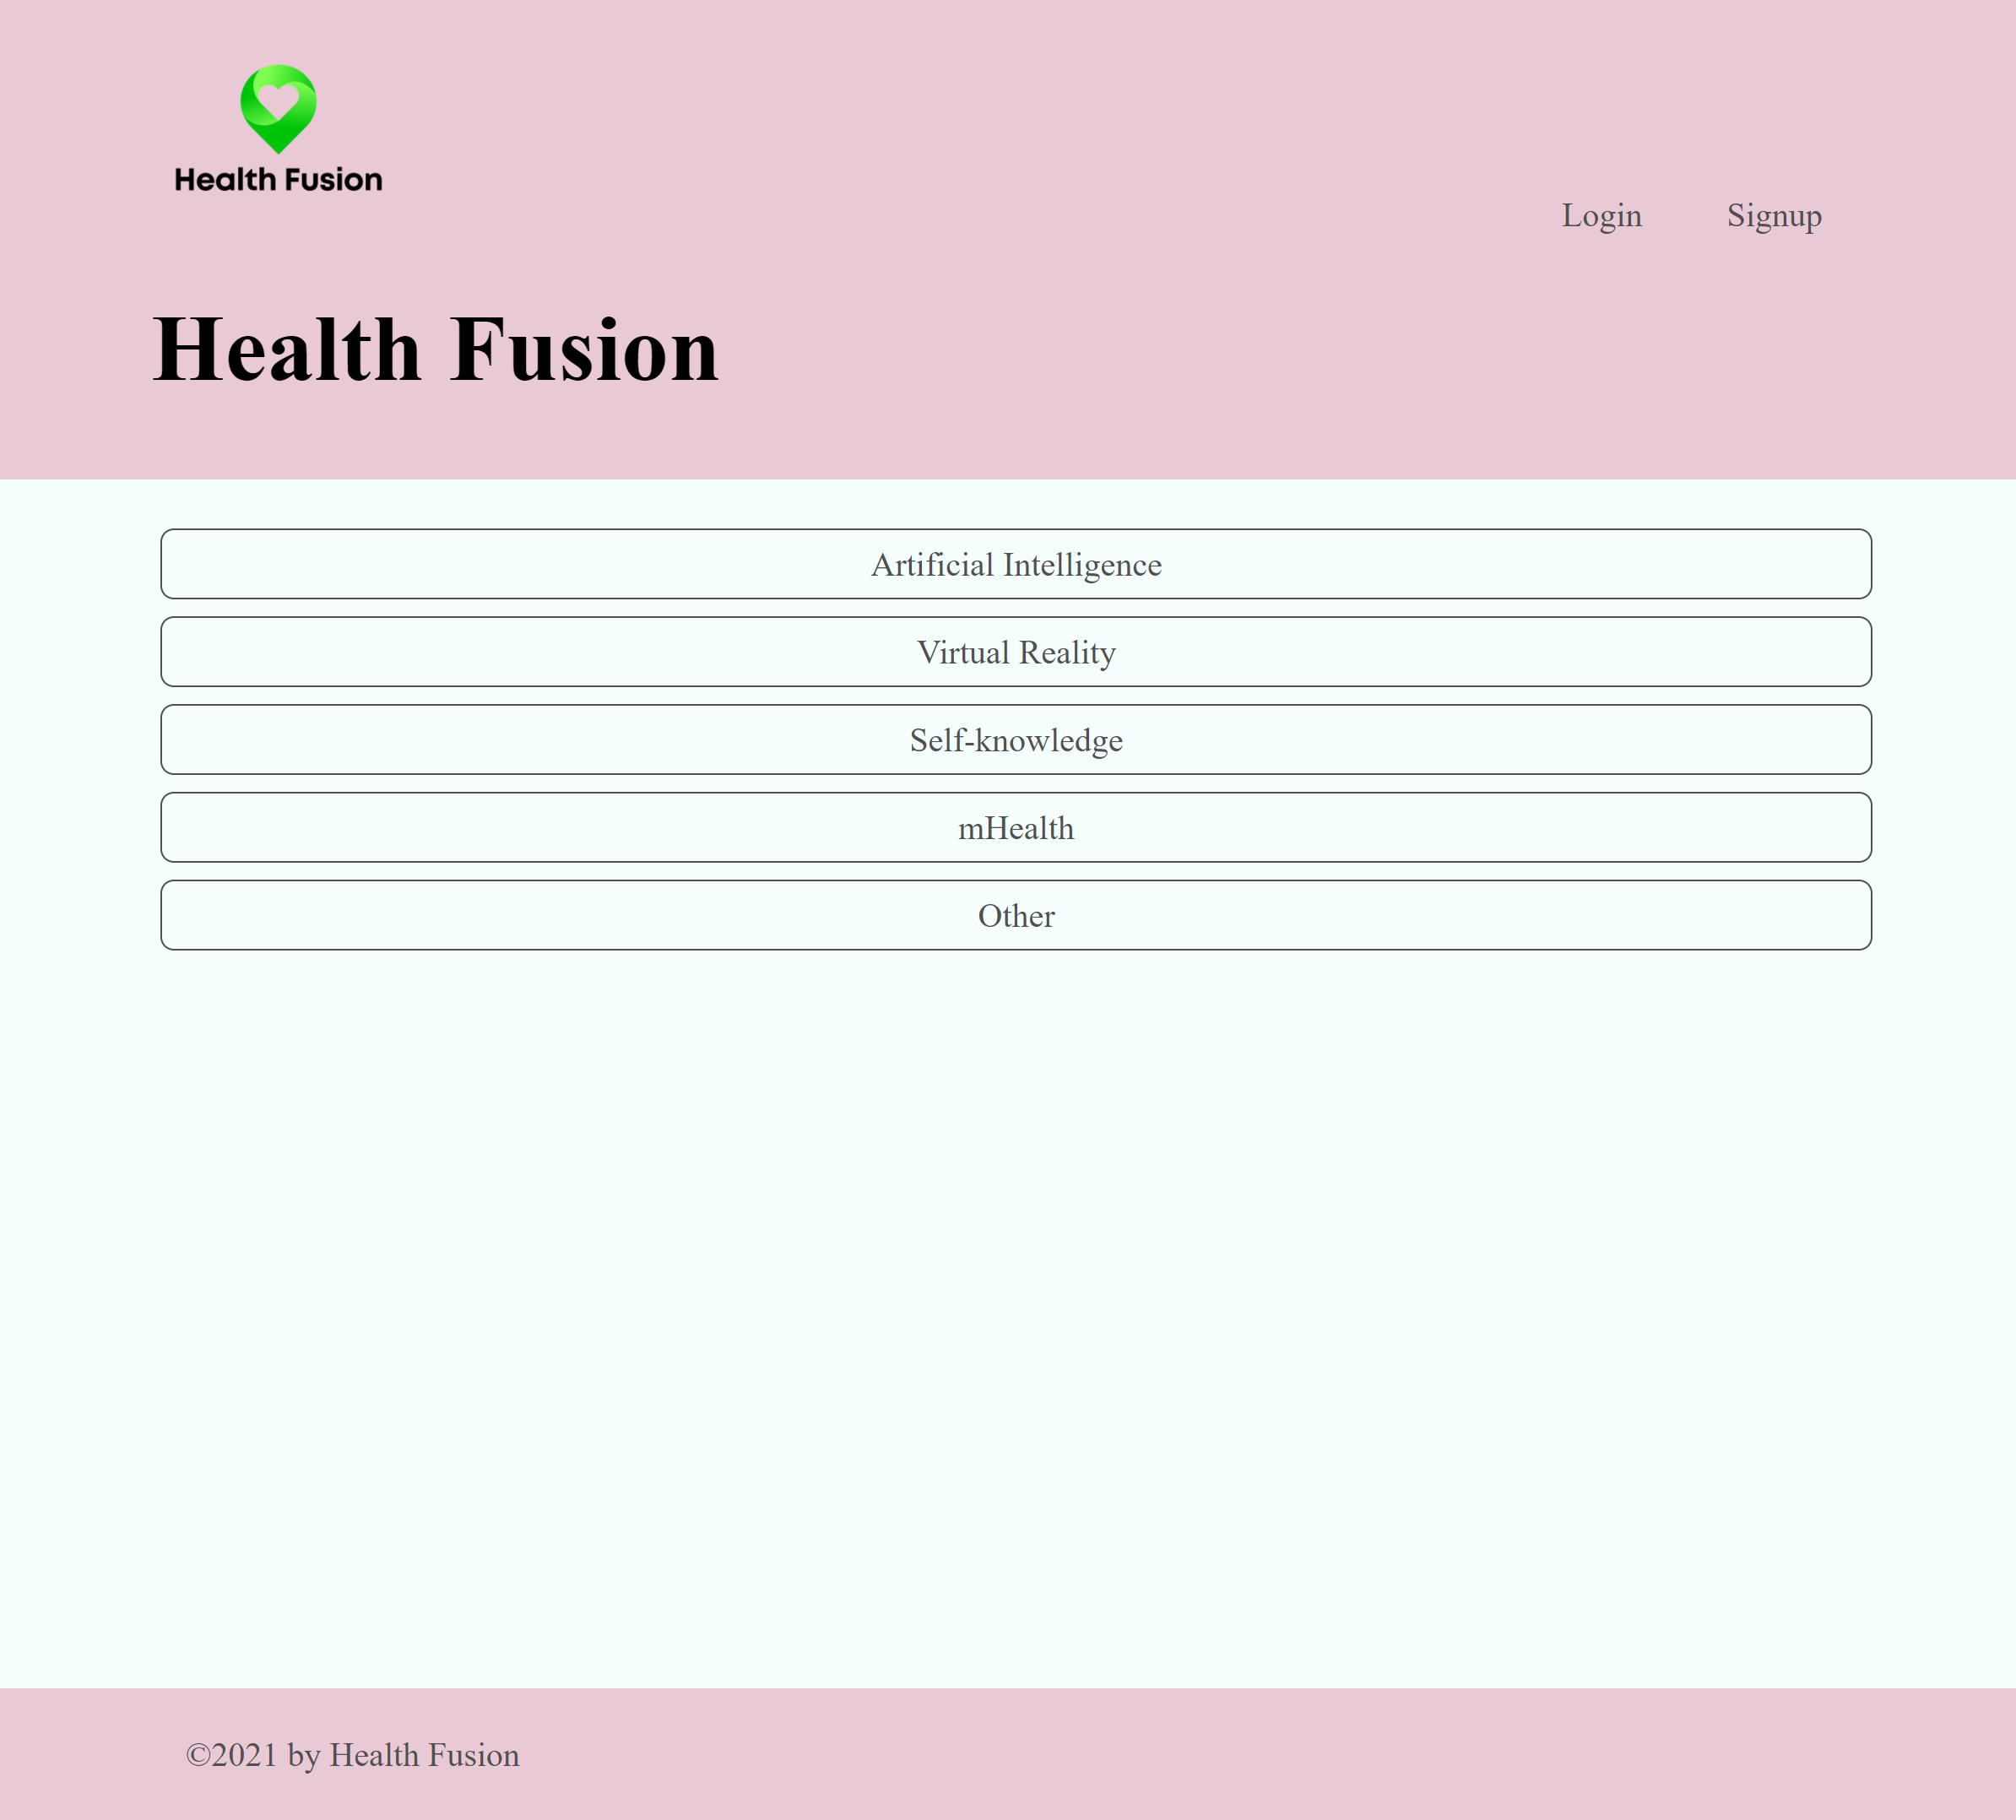 Health Fusion
Login Signup
Health Fusion
Artificial Intelligence
Virtual Reality
Self-knowledge
mHealth
Other
©2021 by Health Fusion